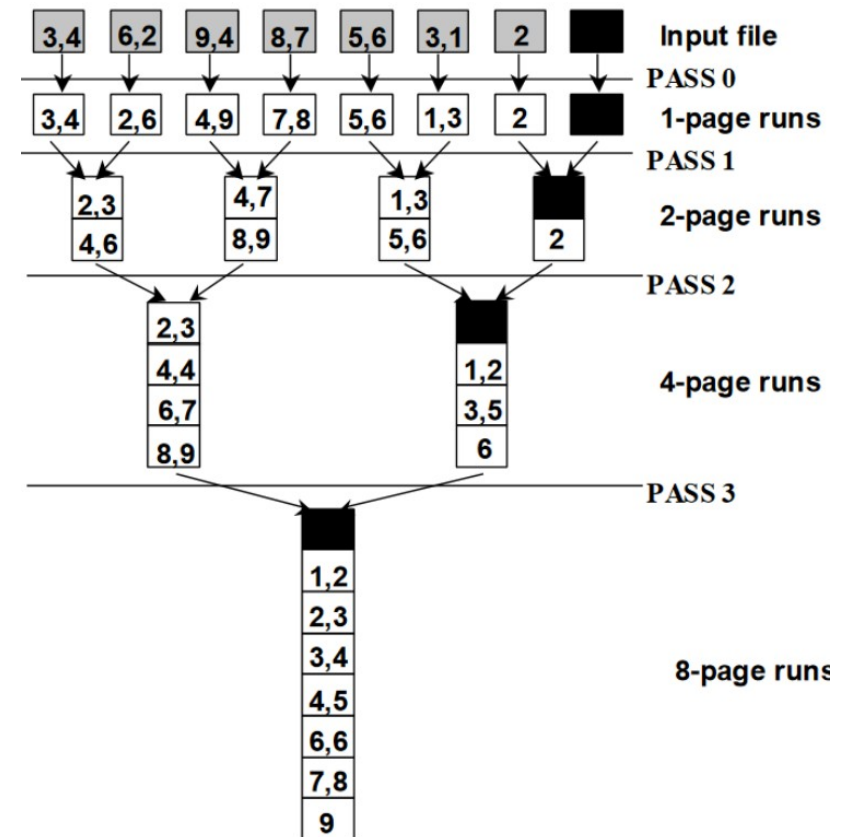 3,4 6,2 9,4 8,7 5,6 3,1 2 Input file
PASS 0
3,4 2,6 4,9 7,8 5,6 1,3 2 1-page runs
PASS 1
2,3 4,7 1,3
2-page runs
4,6 8,9 5,6 2
PASS 2
2,3
4,4 1,2
4-page runs
6,7 3,5
8,9 6
PASS 3
1,2
2,3
3,4
8-page runs
4,5
6,6
7,8
9